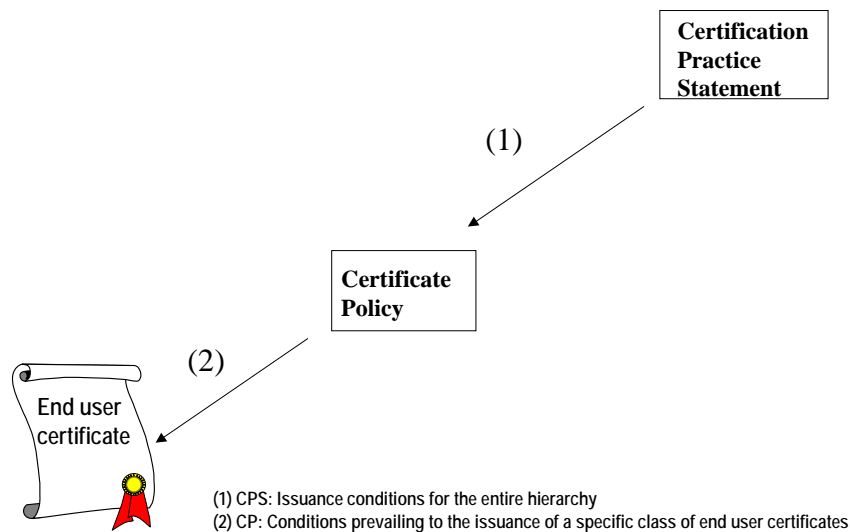 Certification
Practice
Statement
(1)
Certificate
Policy
(2)
End user
certificate
(1) CPS: Issuance conditions for the entire hierarchy
(2) CP: Conditions prevailing to the issuance of a specific class of end user certificates